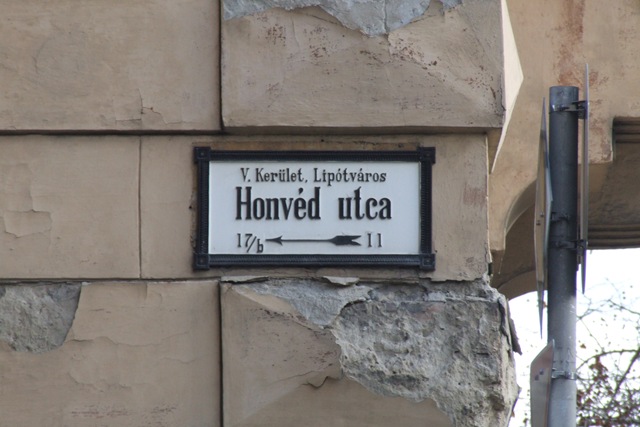 V. Kerület, Lipótváros
Honvéd utca
17/b 11